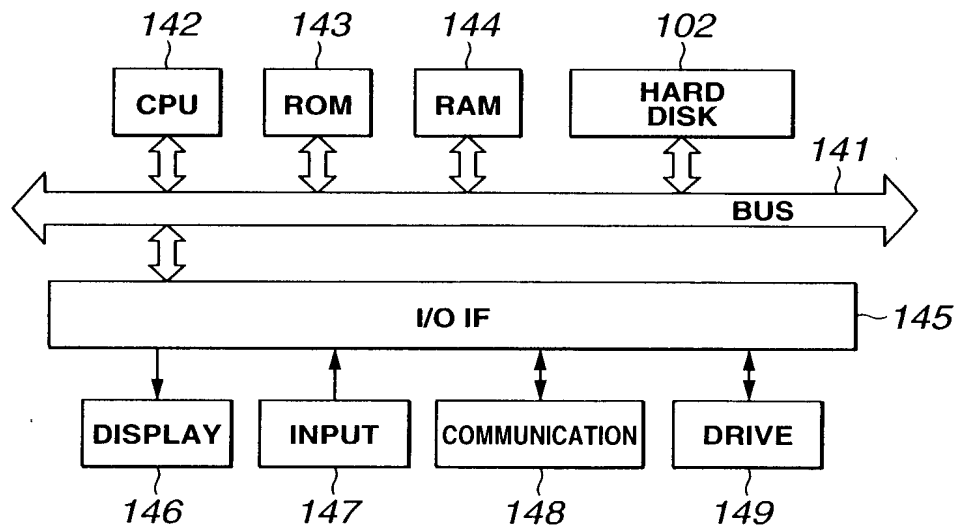 142
143
144
102
CPU
ROM
RAM
HARD
DISK
141
BUS
I/O IF
145
DISPLAY
INPUT
COMMUNICATION
DRIVE
146
147
148
149